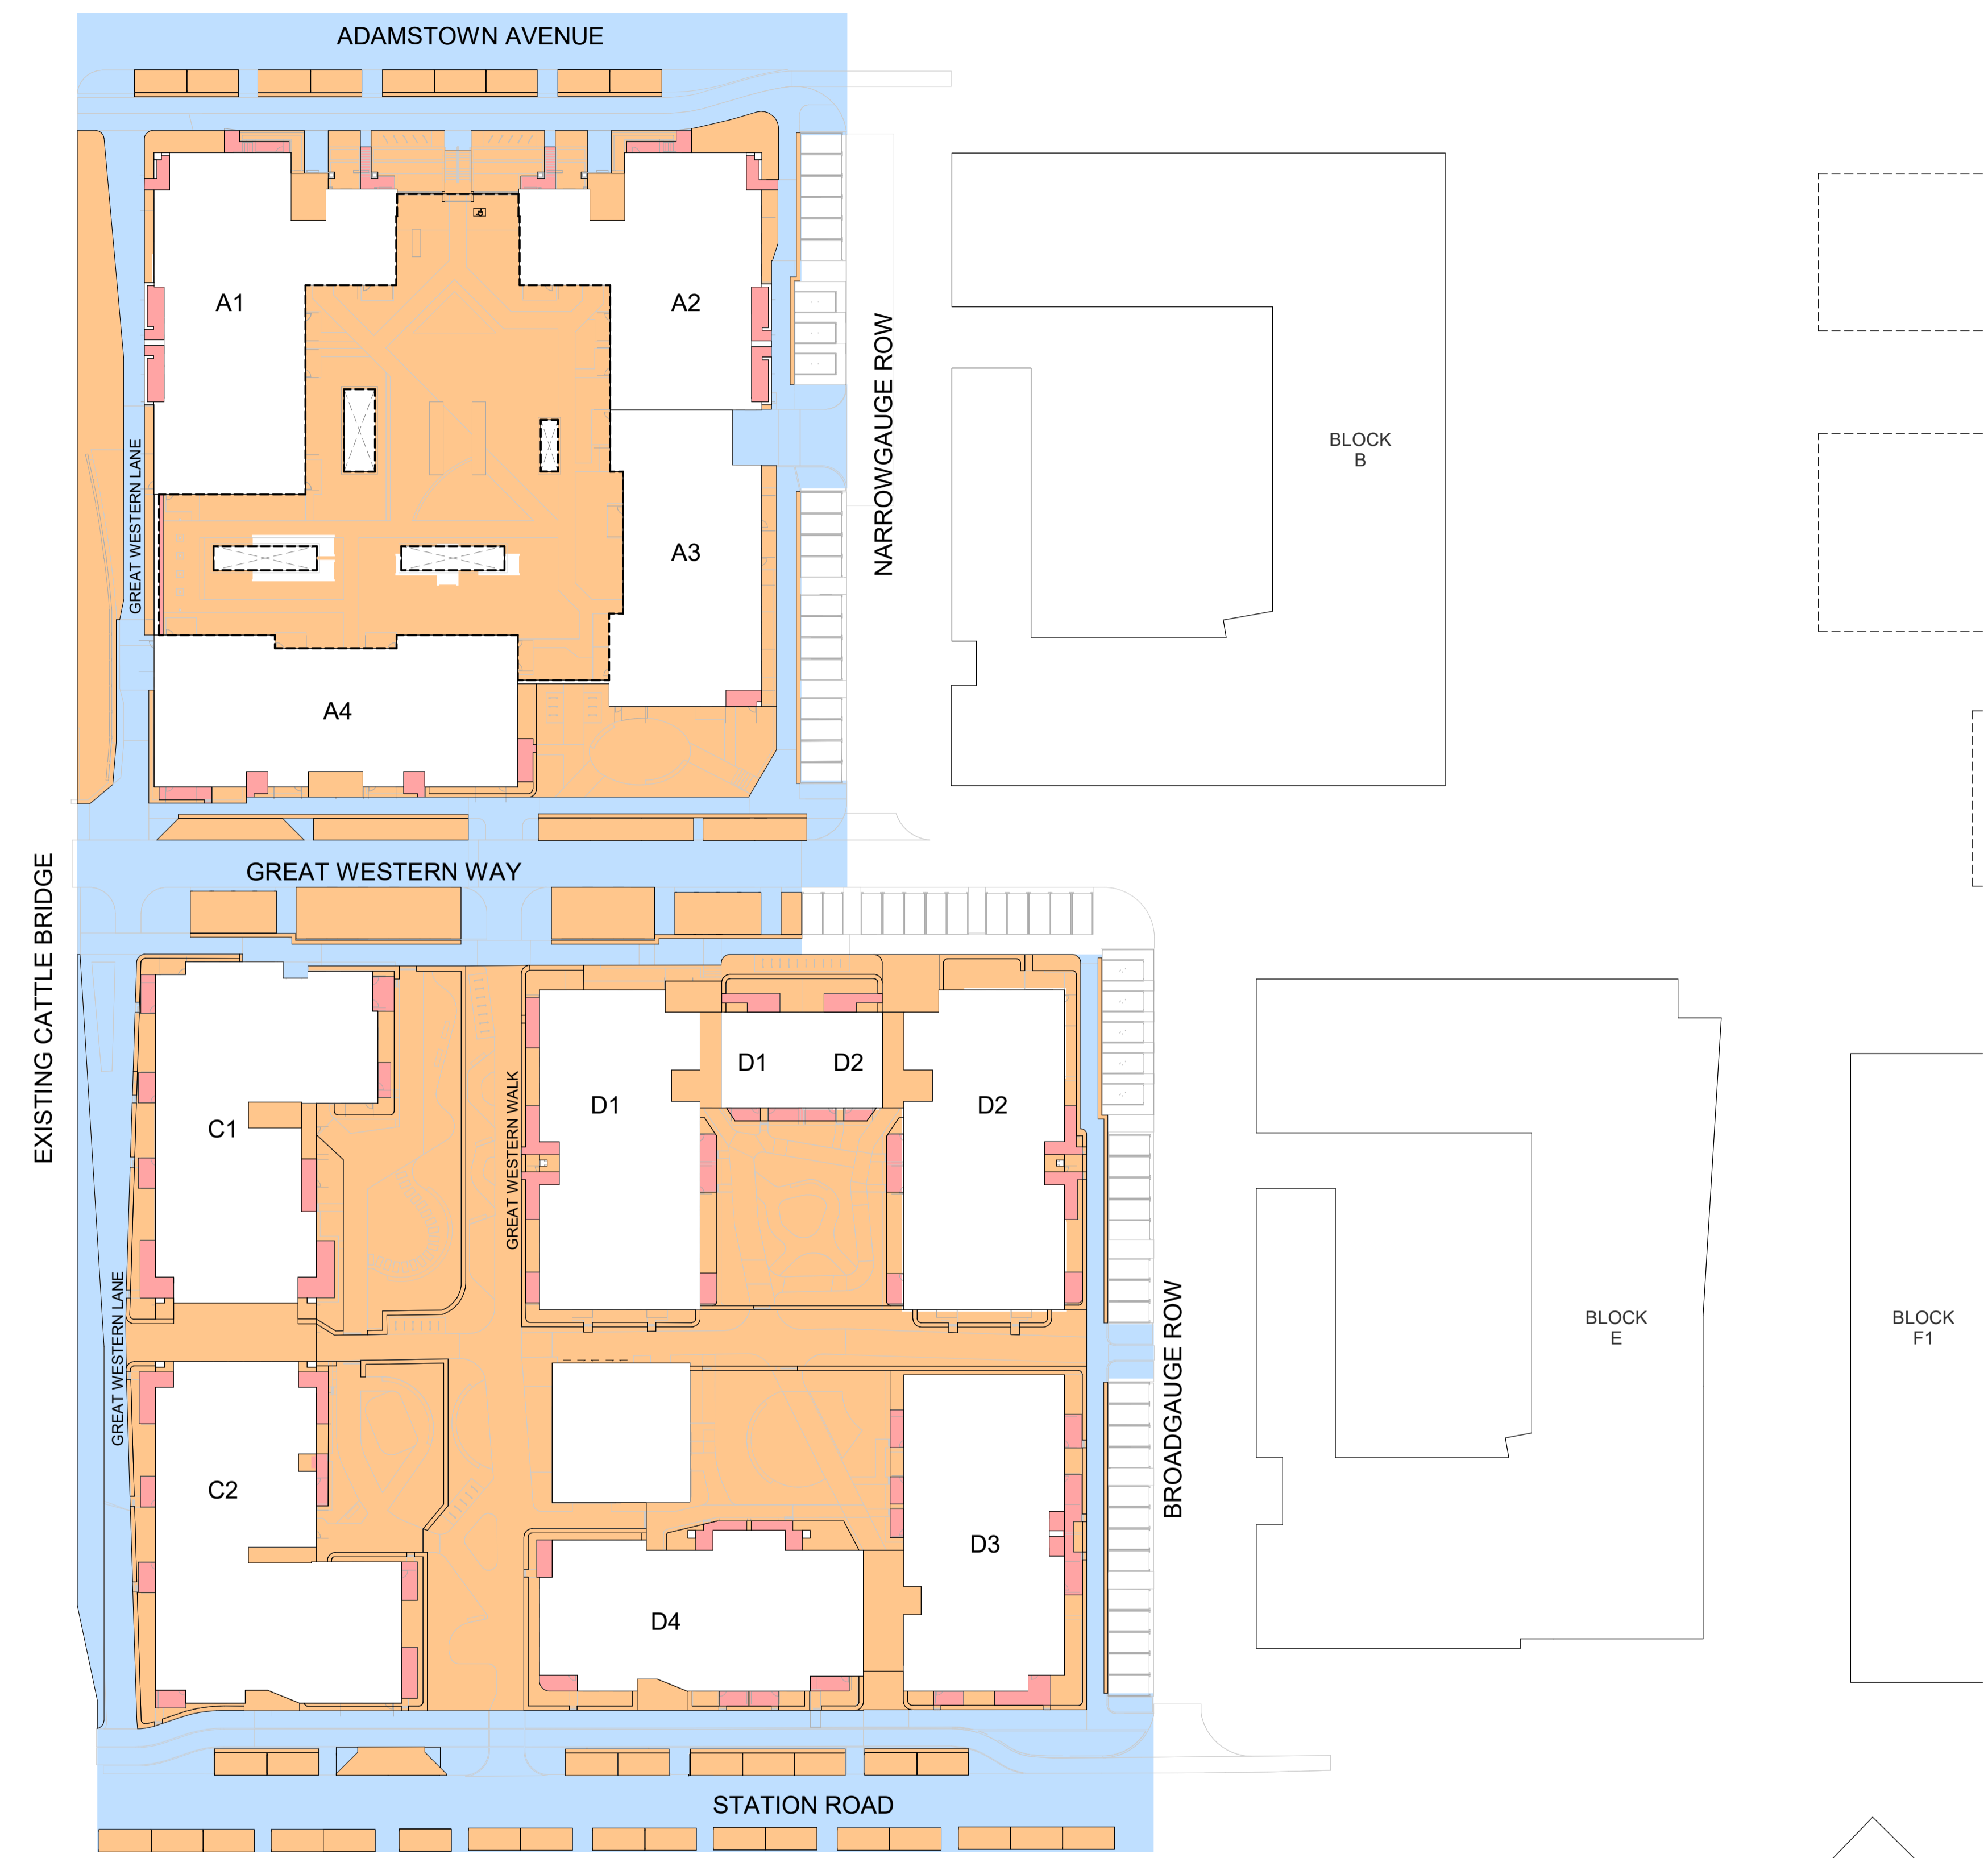 ADAMSTOWN AVENUE
A1
A2
NARROWGAUGE ROW
BLOCK
B
GREAT WESTERN LANE
A3
A4
EXISTING CATTLE BRIDGE
GREAT WESTERN WAY
D1
D2
D1
D2
C1
GREAT WESTERN WALK
GREAT WESTERN LANE
BROADGAUGE ROW
BLOCK
E
BLOCK
F1
C2
D3
D4
STATION ROAD